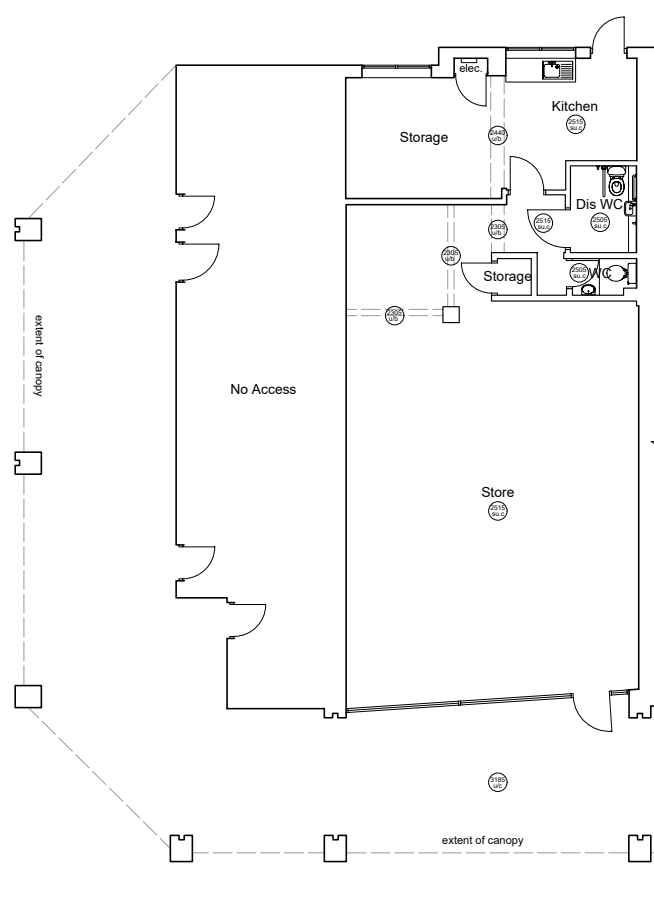 elec.
Kitchen
2515
su.c
2440
u/b
Storage
Dis WC
2515
su.c
2505
su.c
2305
u/b
2305
u/b
Storage
2505
su.c
WC
2305
u/b
extent of canopy
No Access
Store
2515
su.c
3185
u/c
extent of canopy